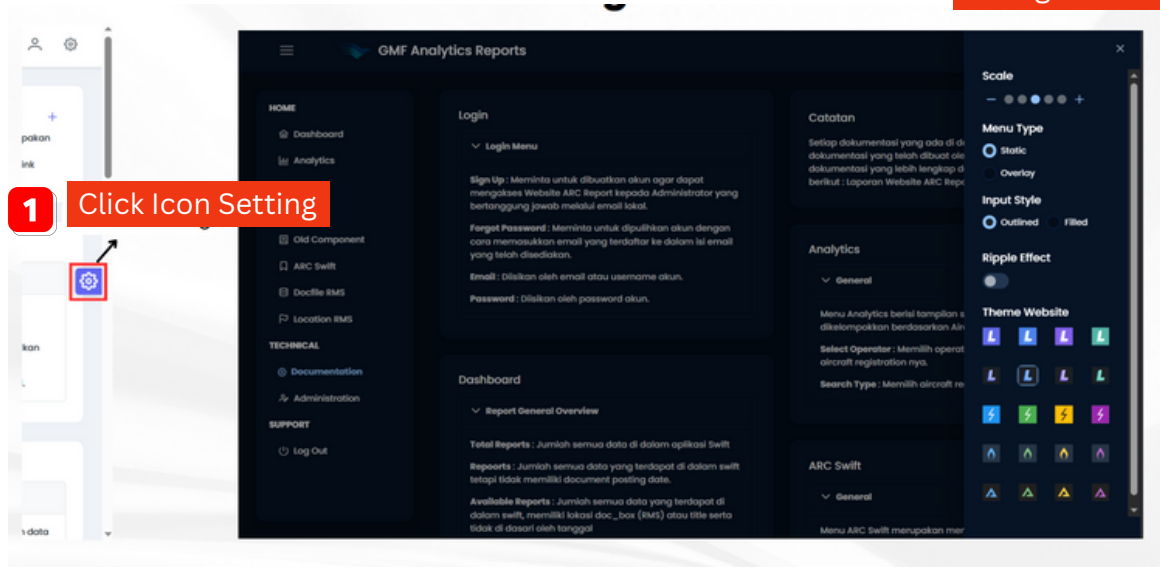 pakan
ink
1 Click Icon Setting
kan
data
GMF Analytics Reports
HOME
Dashboard
Analytics
Old Component
ARC Swift
Docfile RMS
Location RMS
TECHNICAL
Documentation
Administration
SUPPORT
Log Out
Login
Login Menu
Sign Up : Meminta untuk dibuatkan akun agar dapat
mengakses Website ARC Report kepada Administrator yang
bertanggung jawab melalui email lokal.
Forgot Password : Meminta untuk dipulihkan akun dengan
cara memasukkan email yang terdaftar ke dalam isi email
yang telah disediakan.
Email : Diisikan oleh email atau username akun.
Password : Diisikan oleh password akun.
Dashboard
Report General Overview
Total Reports : Jumlah semua data di dalam aplikasi Swift
Repoorts : Jumlah semua data yang terdapat di dalam swift
tetapi tidak memiliki document posting date.
Available Reports : Jumlah semua data yang terdapat di
dalam swift, memiliki lokasi doc_box (RMS) atau title serta
tidak di dasari oleh tanggal
Catatan
Setiap dokumentasi yang ada di d
dokumentasi yang telah dibuat ole
dokumentasi yang lebih lengkap d
berikut : Laporan Website ARC Repo
Analytics
General
Menu Analytics berisi tampilan s
dikelompokkan berdasarkan Air
Select Operator : Memilih operat
aircraft registration nya.
Search Type : Memilih aircraft re
ARC Swift
General
Menu ARC Swift merupakan mer
Scale
Menu Type
Static
Overlay
Input Style
Outlined Filled
Ripple Effect
Theme Website